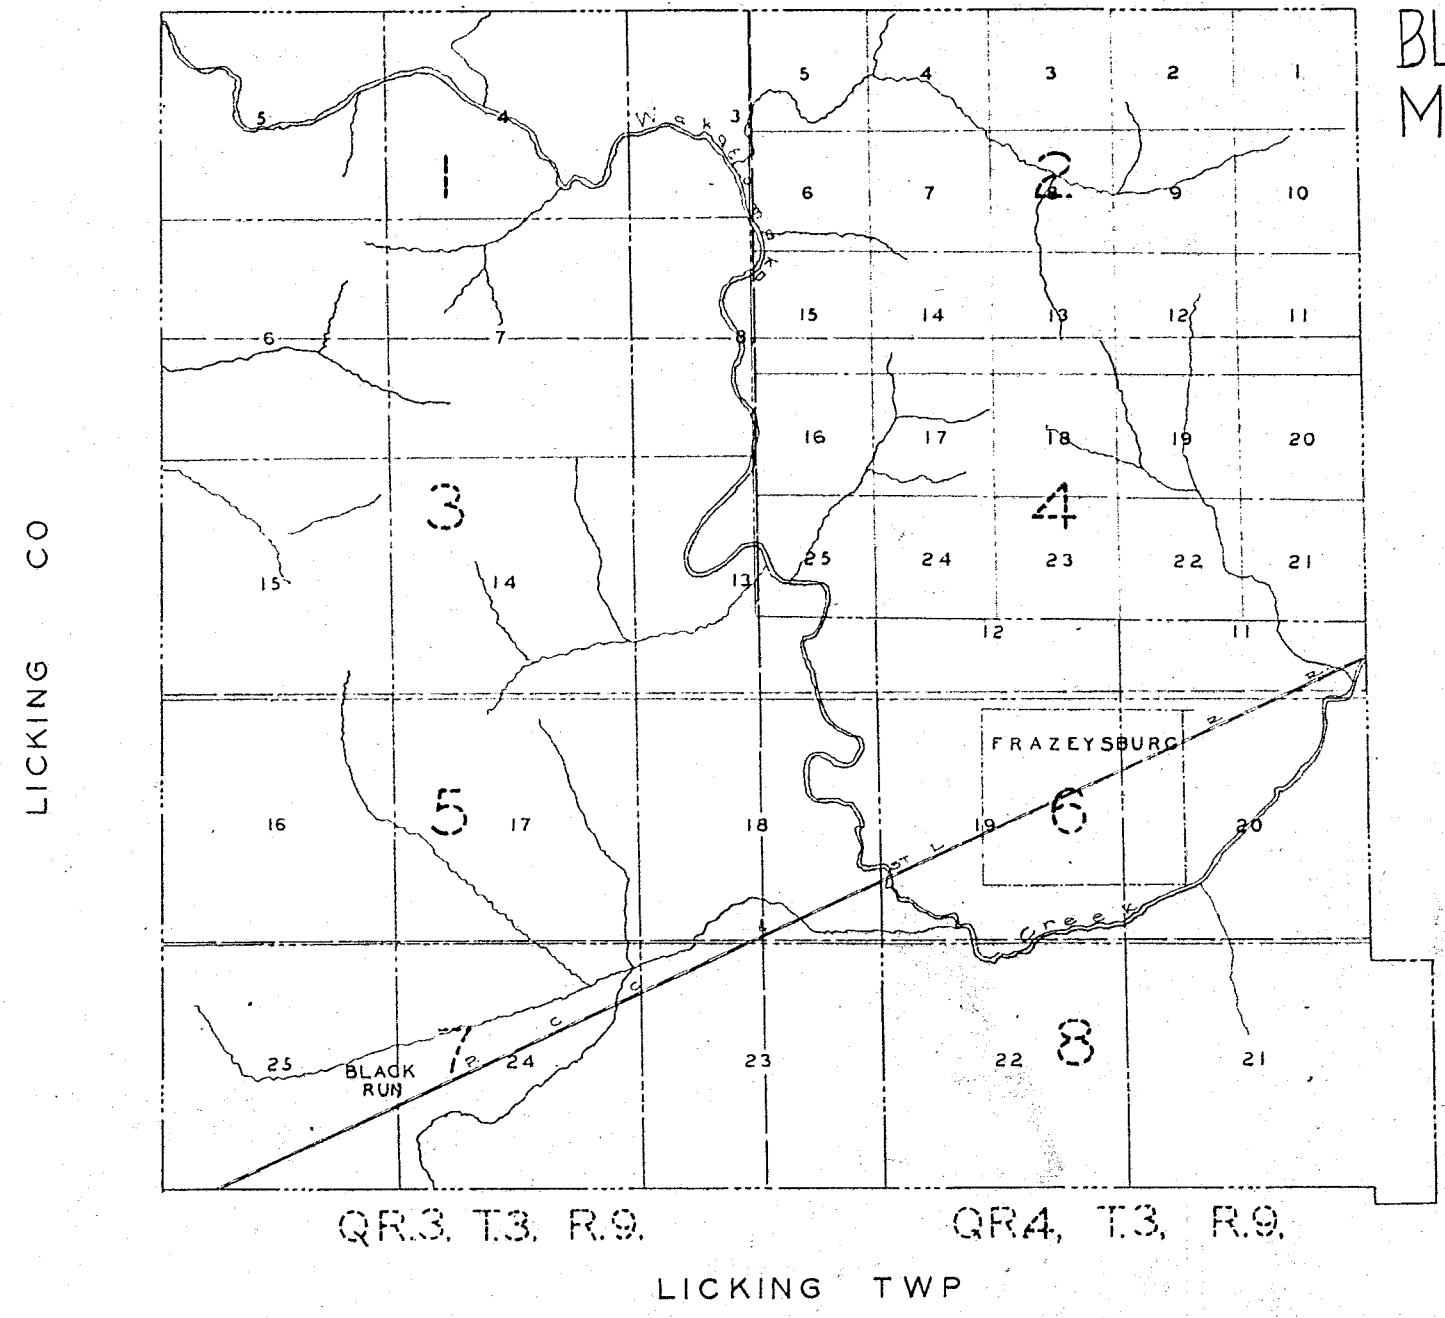 BL
M
5 4 3 2 1
5 4 3
Wakatomaka
1 2
6 7 8 9 10
15 14 13 12 11
6 7 8
16 17 18 19 20
3 4
25 24 23 22 21
15 14 13
12 11
LICKING CO
R
R
FRAZEYSBURG
5 6
16 17 18 19 20
ST L
Creek
&
C
C
7 8
P
25 24 23 22 21
BLACK
RUN
QR.3, T.3, R.9, QR.4, T.3, R.9,
LICKING TWP